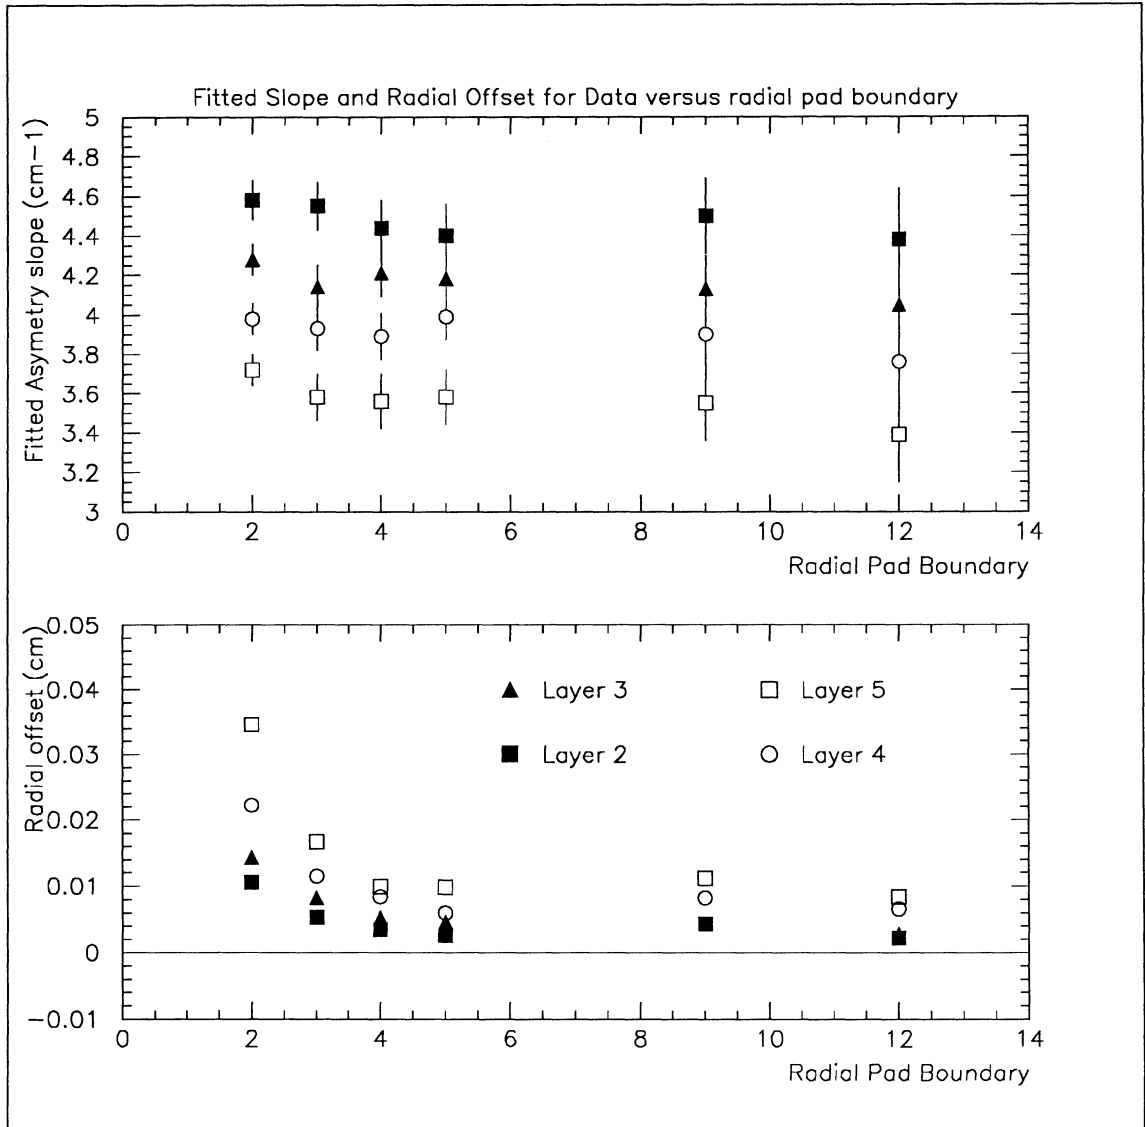 Fitted Slope and Radial Offset for Data versus radial pad boundary
Fitted Asymetry slope (cm−1)
5
4.8
4.6
4.4
4.2
4
3.8
3.6
3.4
3.2
3
0 2 4 6 8 10 12 14
Radial Pad Boundary
Radial offset (cm)
0.05
0.04
0.03
0.02
0.01
0
−0.01
Layer 3
Layer 5
Layer 2
Layer 4
0 2 4 6 8 10 12 14
Radial Pad Boundary